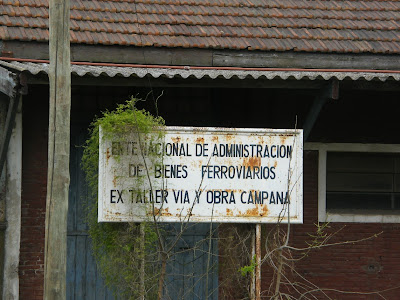 ENTE NACIONAL DE ADMINISTRACION
DE BIENES FERROVIARIOS
EX TALLER VIA Y OBRA CAMPANA